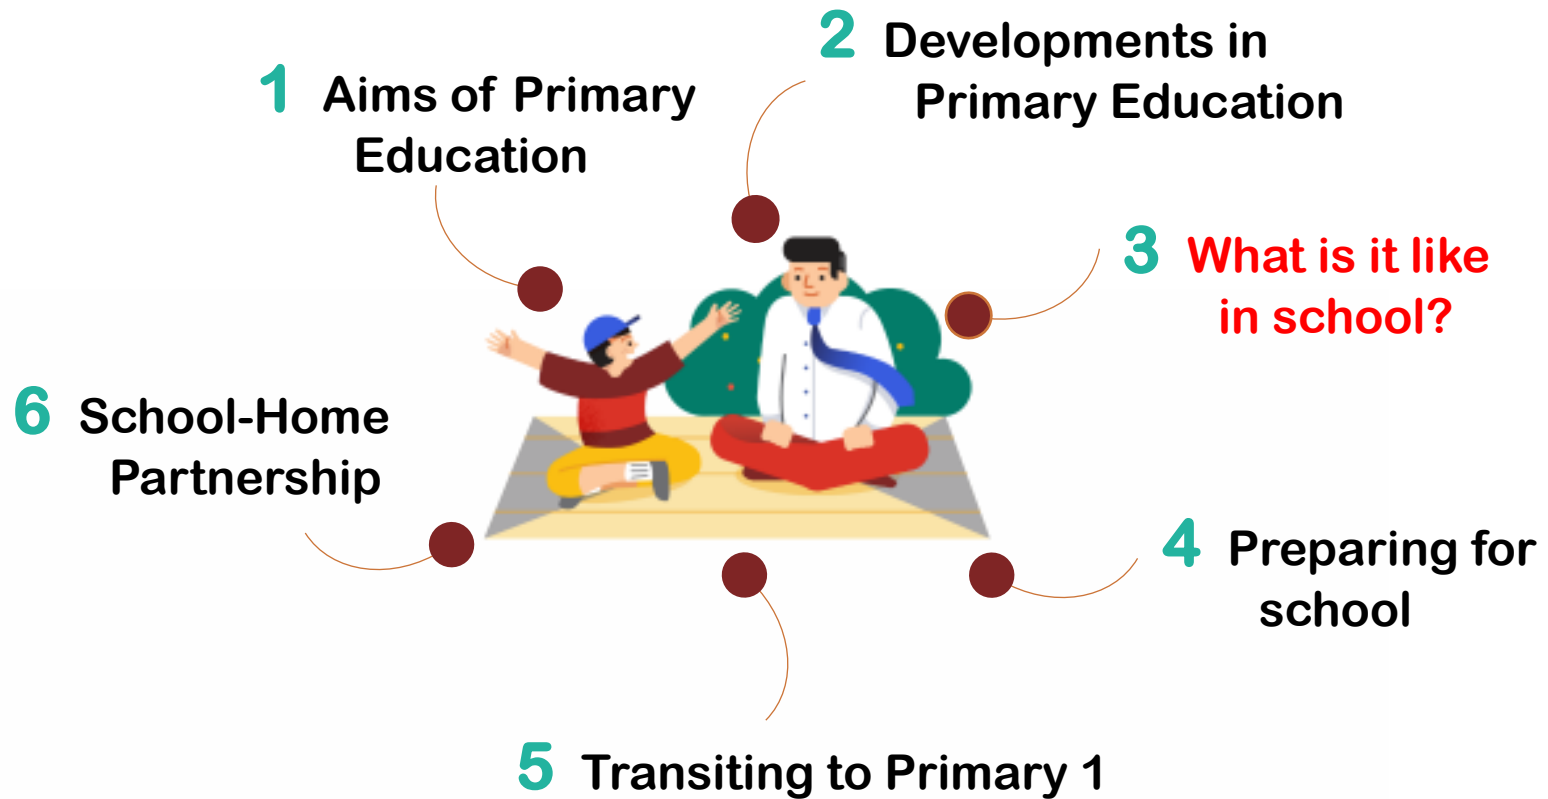 1 Aims of Primary
Education
2 Developments in
Primary Education
3 What is it like
in school?
4 Preparing for
school
5 Transiting to Primary 1
6 School-Home
Partnership